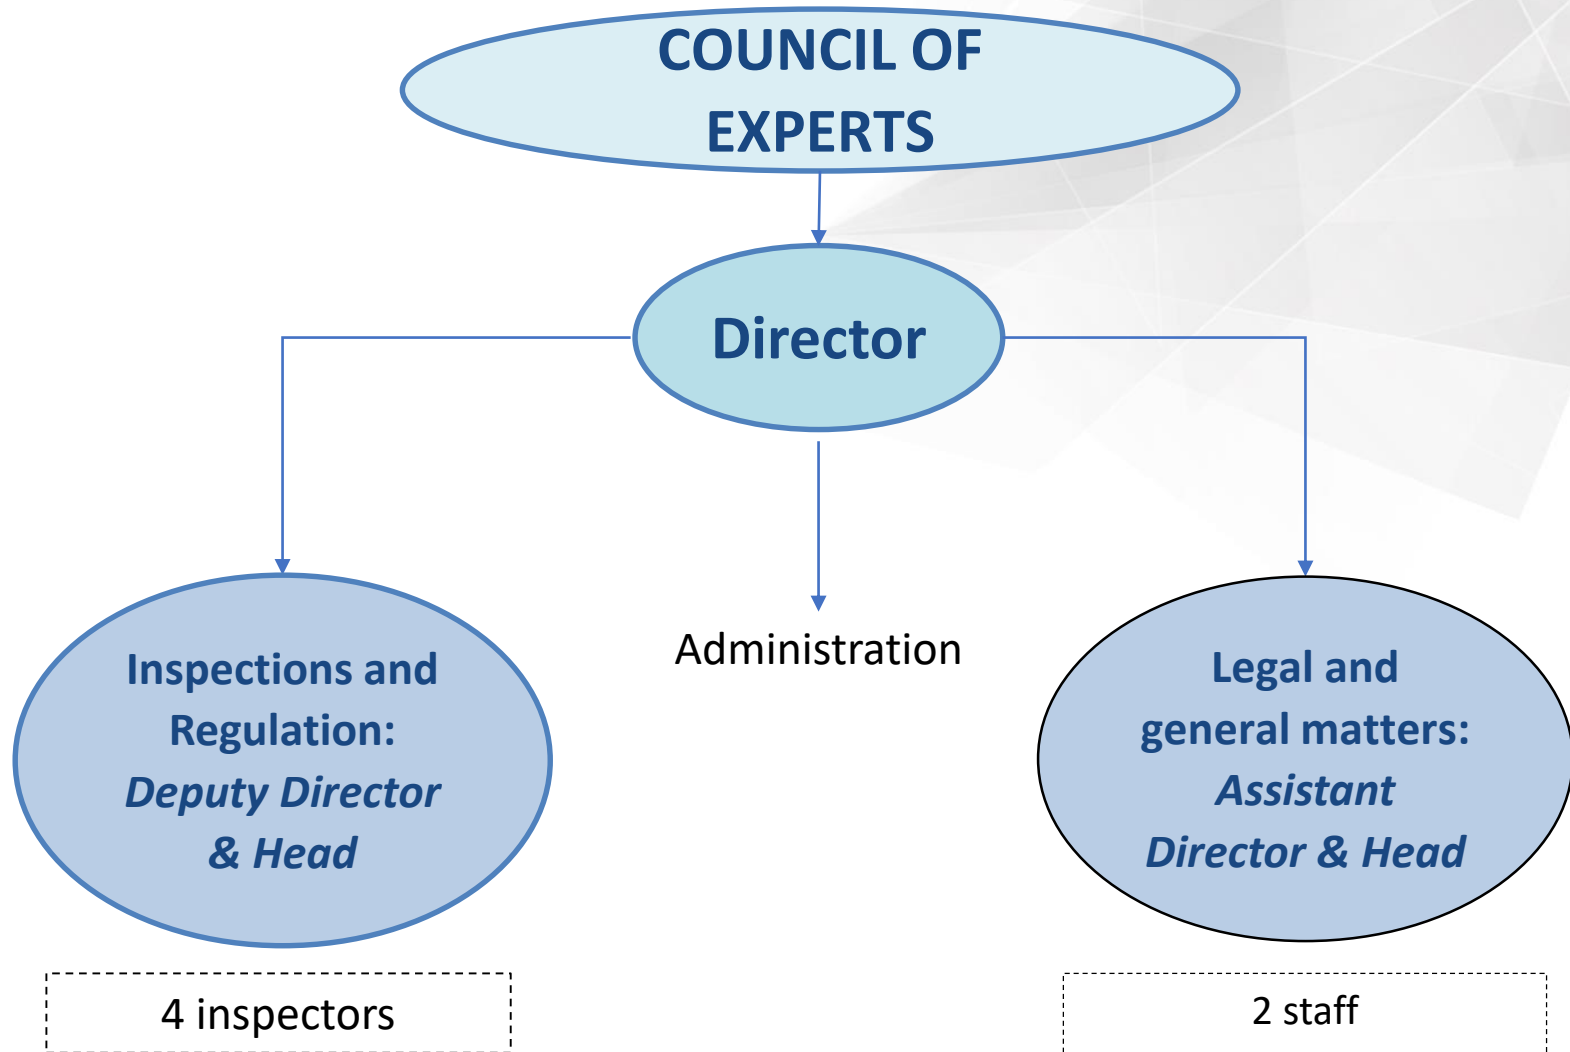 COUNCIL OF
EXPERTS
Director
Administration
Inspections and
Regulation:
Deputy Director
& Head
Legal and
general matters:
Assistant
Director & Head
4 inspectors
2 staff